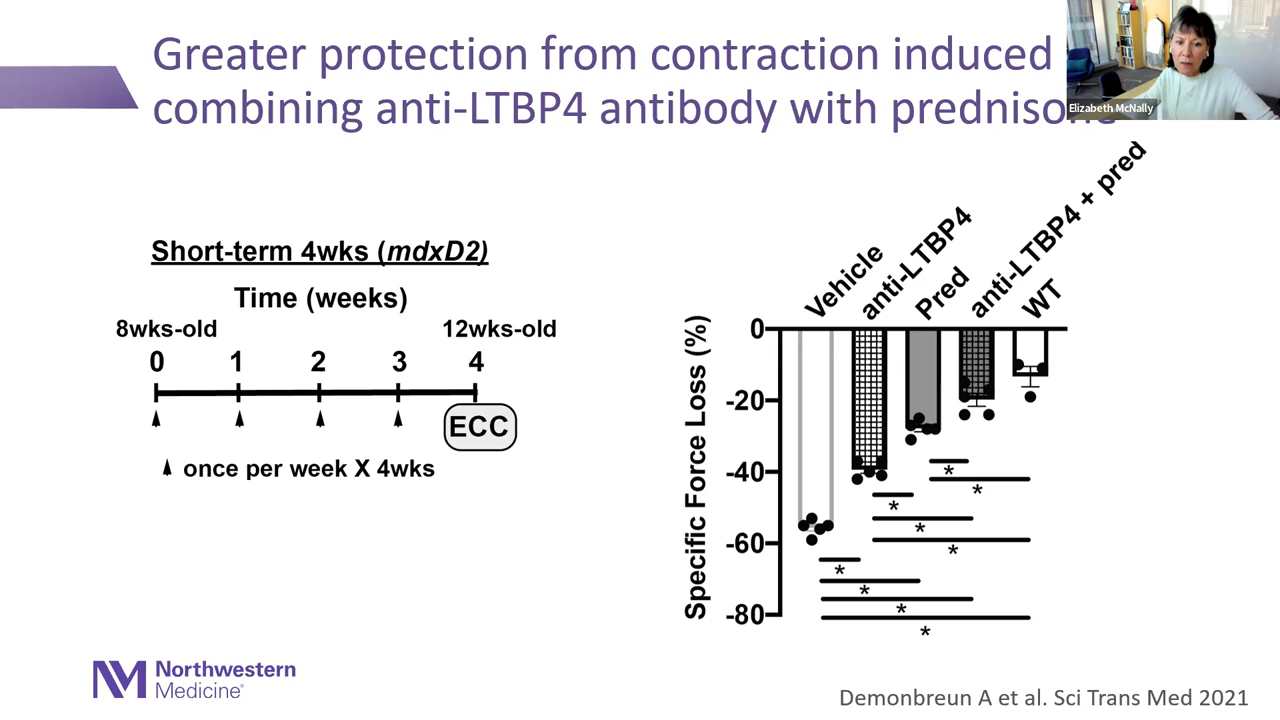 Greater protection from contraction induced
combining anti-LTBP4 antibody with prednisone
Elizabeth McNally
Short-term 4wks (mdxD2)
Time (weeks)
8wks-old 12wks-old
0 1 2 3 4
ECC
once per week X 4wks
Vehicle
anti-LTBP4
Pred
anti-LTBP4 + pred
WT
Specific Force Loss (%)
0
-20
-40
-60
-80
*
*
*
*
*
*
*
*
*
Northwestern
Medicine®
Demonbreun A et al. Sci Trans Med 2021